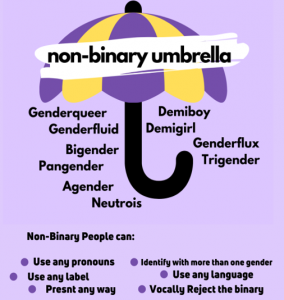 non-binary umbrella
Genderqueer
Genderfluid
Bigender
Pangender
Agender
Neutrois
Demiboy
Demigirl
Genderflux
Trigender
Non-Binary People can:
Use any pronouns
Use any label
Presnt any way
Identify with more than one gender
Use any language
Vocally Reject the binary